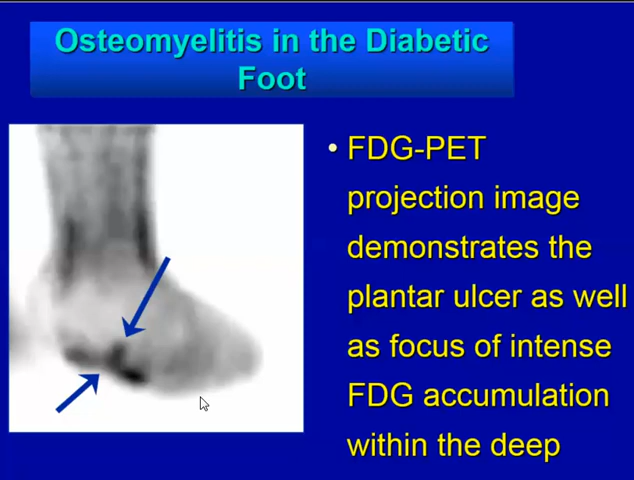 Osteomyelitis in the Diabetic
Foot
• FDG-PET
projection image
demonstrates the
plantar ulcer as well
as focus of intense
FDG accumulation
within the deep